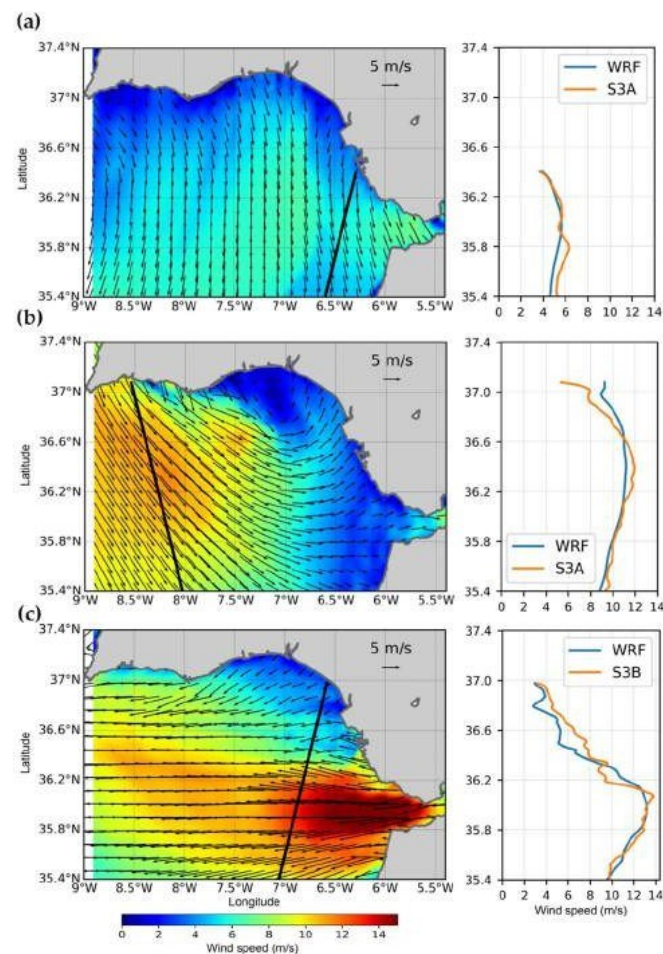 (a)
37.4°N
37°N
36.6°N
36.2°N
35.8°N
35.4°N
Latitude
5 m/s
9°W 8.5°W 8°W 7.5°W 7°W 6.5°W 6°W 5.5°W
37.4
37.0
36.6
36.2
35.8
35.4
WRF
S3A
0 2 4 6 8 10 12 14
(b)
37.4°N
37°N
36.6°N
36.2°N
35.8°N
35.4°N
Latitude
5 m/s
9°W 8.5°W 8°W 7.5°W 7°W 6.5°W 6°W 5.5°W
37.4
37.0
36.6
36.2
35.8
35.4
WRF
S3A
0 2 4 6 8 10 12 14
(c)
37.4°N
37°N
36.6°N
36.2°N
35.8°N
35.4°N
Latitude
5 m/s
9°W 8.5°W 8°W 7.5°W 7°W 6.5°W 6°W 5.5°W
Longitude
37.4
37.0
36.6
36.2
35.8
35.4
WRF
S3B
0 2 4 6 8 10 12 14
Wind speed (m/s)
0 2 4 6 8 10 12 14
Wind speed (m/s)